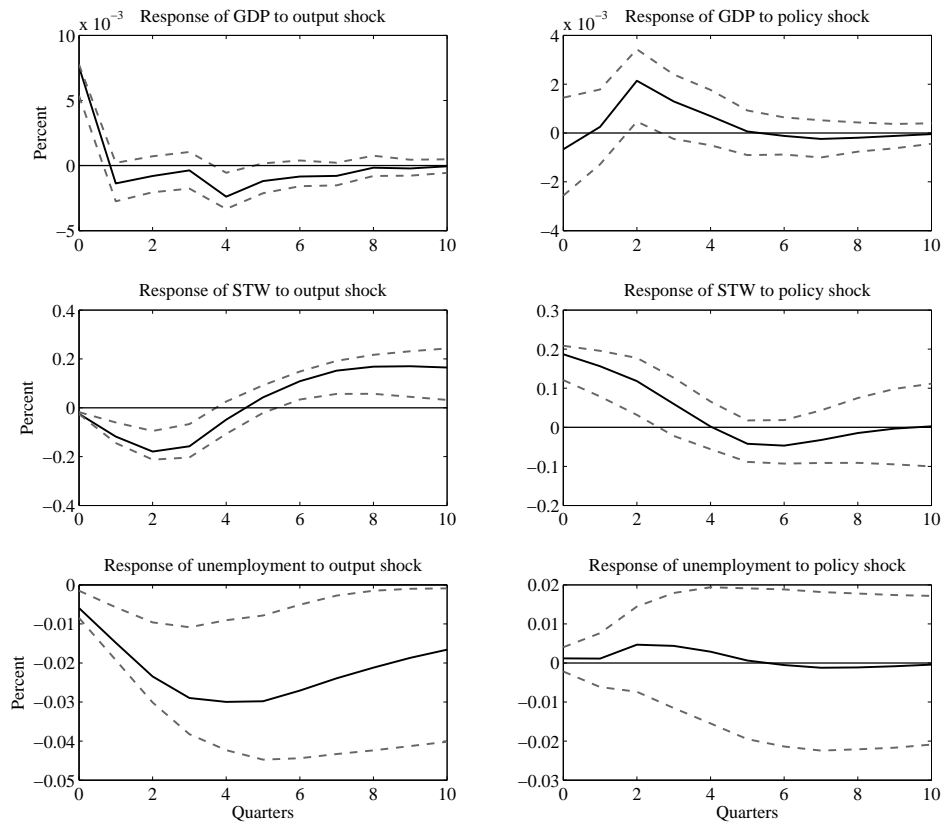 Response of GDP to output shock
x 10⁻³
10
5
0
–5
Percent
0 2 4 6 8 10
Response of GDP to policy shock
x 10⁻³
4
2
0
–2
–4
0 2 4 6 8 10
Response of STW to output shock
0.4
0.2
0
–0.2
–0.4
Percent
0 2 4 6 8 10
Response of STW to policy shock
0.3
0.2
0.1
0
–0.1
–0.2
0 2 4 6 8 10
Response of unemployment to output shock
0
–0.01
–0.02
–0.03
–0.04
–0.05
Percent
0 2 4 6 8 10
Quarters
Response of unemployment to policy shock
0.02
0.01
0
–0.01
–0.02
–0.03
0 2 4 6 8 10
Quarters